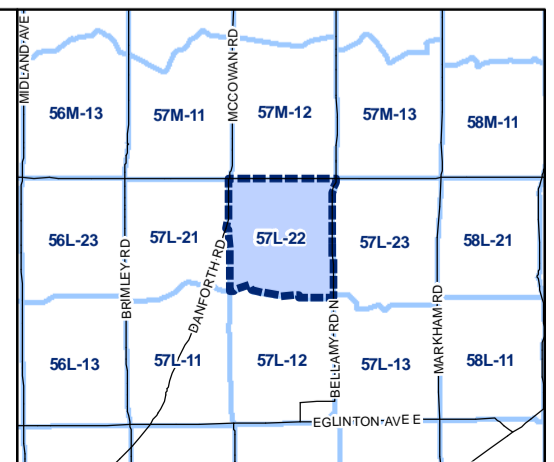 MIDLAND AVE
MCCOWAN RD
56M-13
57M-11
57M-12
57M-13
58M-11
56L-23
57L-21
57L-22
57L-23
58L-21
BRIMLEY RD
DANFORTH RD
BELLAMY RD N
MARKHAM RD
56L-13
57L-11
57L-12
57L-13
58L-11
EGLINTON AVE E